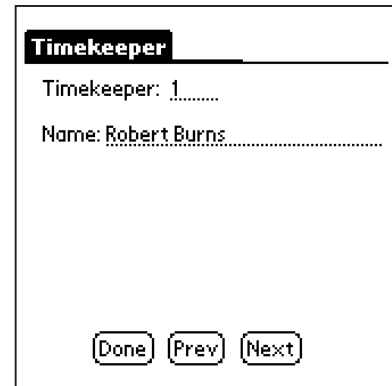 Timekeeper
Timekeeper: 1
Name: Robert Burns
Done Prev Next